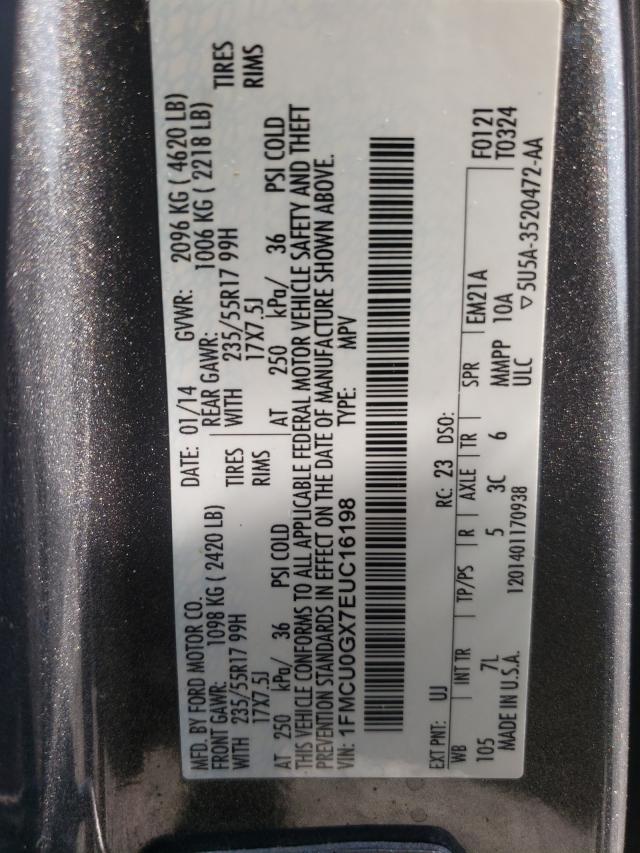 MFD. BY FORD MOTOR CO.
DATE: 01/14 GVWR: 2096 KG ( 4620 LB)
FRONT GAWR: 1098 KG ( 2420 LB) REAR GAWR: 1006 KG ( 2218 LB)
WITH 235/55R17 99H TIRES WITH 235/55R17 99H TIRES
17X7.5J RIMS 17X7.5J RIMS
AT 250 kPa/ 36 PSI COLD AT 250 kPa/ 36 PSI COLD
THIS VEHICLE CONFORMS TO ALL APPLICABLE FEDERAL MOTOR VEHICLE SAFETY AND THEFT
PREVENTION STANDARDS IN EFFECT ON THE DATE OF MANUFACTURE SHOWN ABOVE.
VIN: 1FMCU0GX7EUC16198 TYPE: MPV
EXT PNT: UJ RC: 23 DSO:
WB INT TR TP/PS R AXLE TR SPR EM21A F0121
105 7L 5 3C 6 MMPP 10A T0324
MADE IN U.S.A. ULC
1201401170938 ▽5U5A-3520472-AA